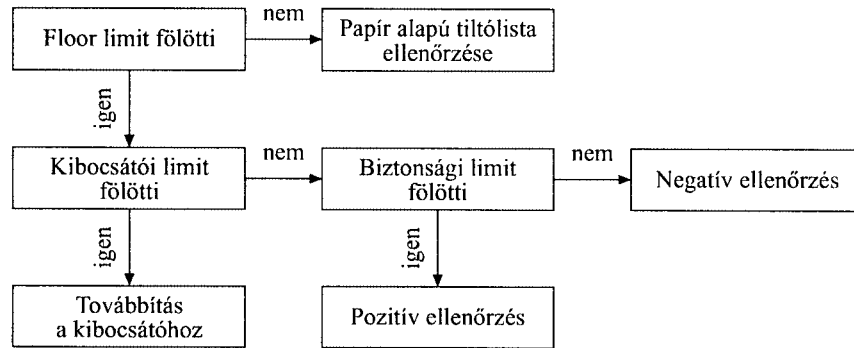 Floor limit fölötti
nem
Papír alapú tiltólista
ellenőrzése
igen
Kibocsátói limit
fölötti
nem
Biztonsági limit
fölötti
nem
Negatív ellenőrzés
igen
igen
Továbbítás
a kibocsátóhoz
Pozitív ellenőrzés